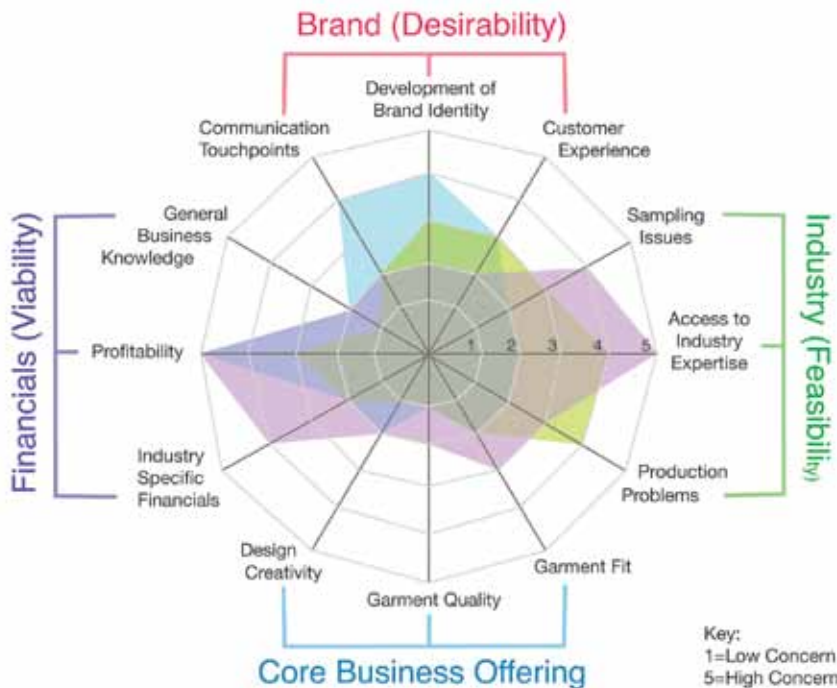 Brand (Desirability)
Development of
Brand Identity
Communication
Touchpoints
Customer
Experience
General
Business
Knowledge
Sampling
Issues
Financials (Viability)
Industry (Feasibility)
Profitability
1 2 3 4 5
Access to
Industry
Expertise
Industry
Specific
Financials
Production
Problems
Design
Creativity
Garment Quality
Garment Fit
Core Business Offering
Key:
1=Low Concern
5=High Concern